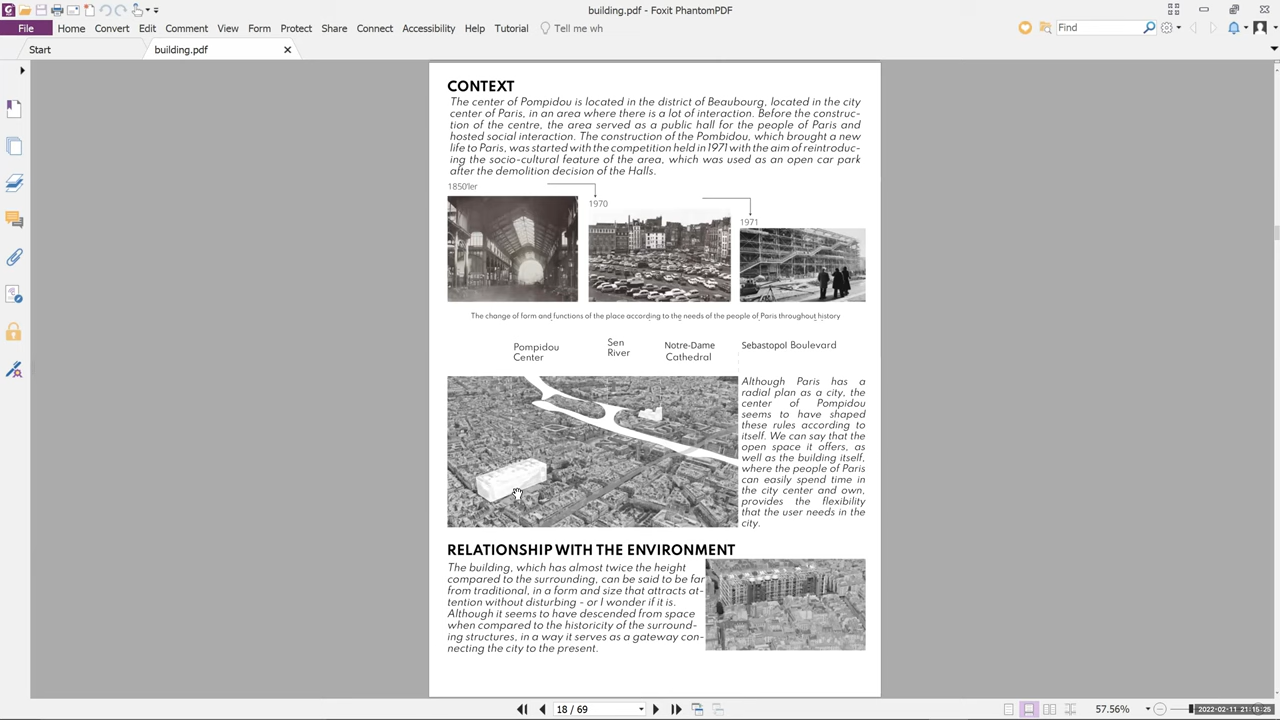 building.pdf - Foxit PhantomPDF
File Home Convert Edit Comment View Form Protect Share Connect Accessibility Help Tutorial Tell me wh Find
Start building.pdf
CONTEXT
The center of Pompidou is located in the district of Beaubourg, located in the city
center of Paris, in an area where there is a lot of interaction. Before the construc-
tion of the centre, the area served as a public hall for the people of Paris and
hosted social interaction. The construction of the Pombidou, which brought a new
life to Paris, was started with the competition held in 1971 with the aim of reintroduc-
ing the socio-cultural feature of the area, which was used as an open car park
after the demolition decision of the Halls.
1850'ler
1970
1971
The change of form and functions of the place according to the needs of the people of Paris throughout history
Pompidou
Center
Sen
River
Notre-Dame
Cathedral
Sebastopol Boulevard
Although Paris has a
radial plan as a city, the
center of Pompidou
seems to have shaped
these rules according to
itself. We can say that the
open space it offers, as
well as the building itself,
where the people of Paris
can easily spend time in
the city center and own,
provides the flexibility
that the user needs in the
city.
RELATIONSHIP WITH THE ENVIRONMENT
The building, which has almost twice the height
compared to the surrounding, can be said to be far
from traditional, in a form and size that attracts at-
tention without disturbing - or I wonder if it is.
Although it seems to have descended from space
when compared to the historicity of the surround-
ing structures, in a way it serves as a gateway con-
necting the city to the present.
18 / 69
57.56%
2022-02-11 21:15:25